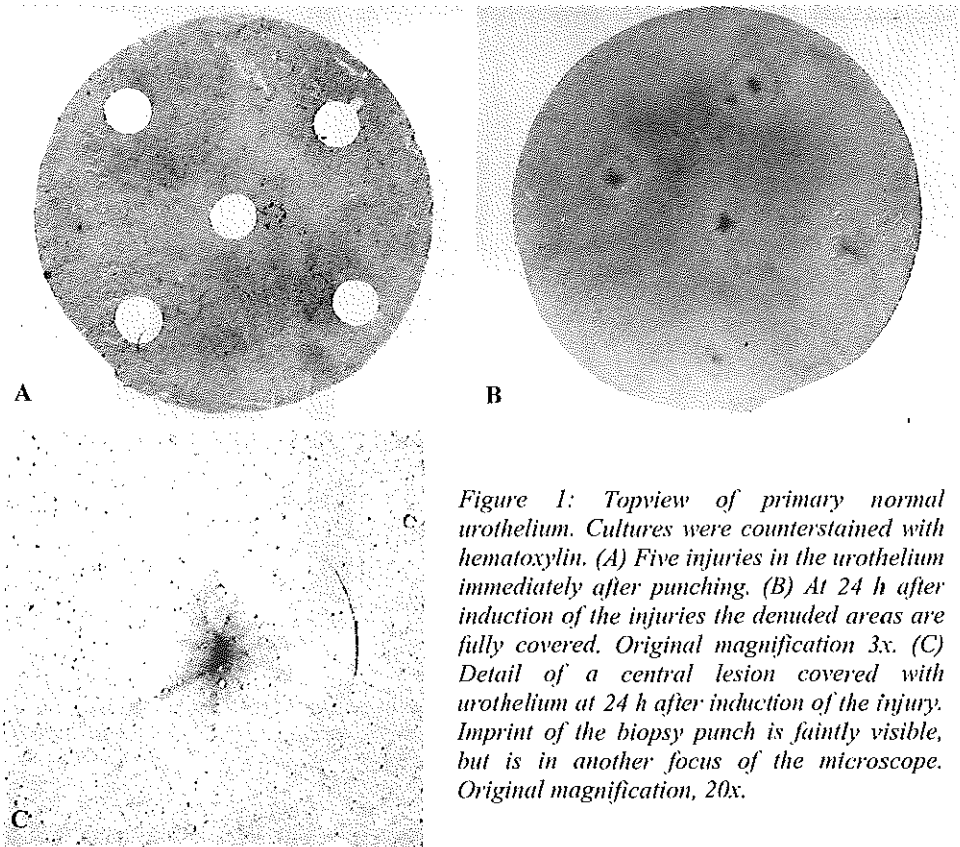 A
B
C
Figure 1: Topview of primary normal
urothelium. Cultures were counterstained with
hematoxylin. (A) Five injuries in the urothelium
immediately after punching. (B) At 24 h after
induction of the injuries the denuded areas are
fully covered. Original magnification 3x. (C)
Detail of a central lesion covered with
urothelium at 24 h after induction of the injury.
Imprint of the biopsy punch is faintly visible,
but is in another focus of the microscope.
Original magnification, 20x.